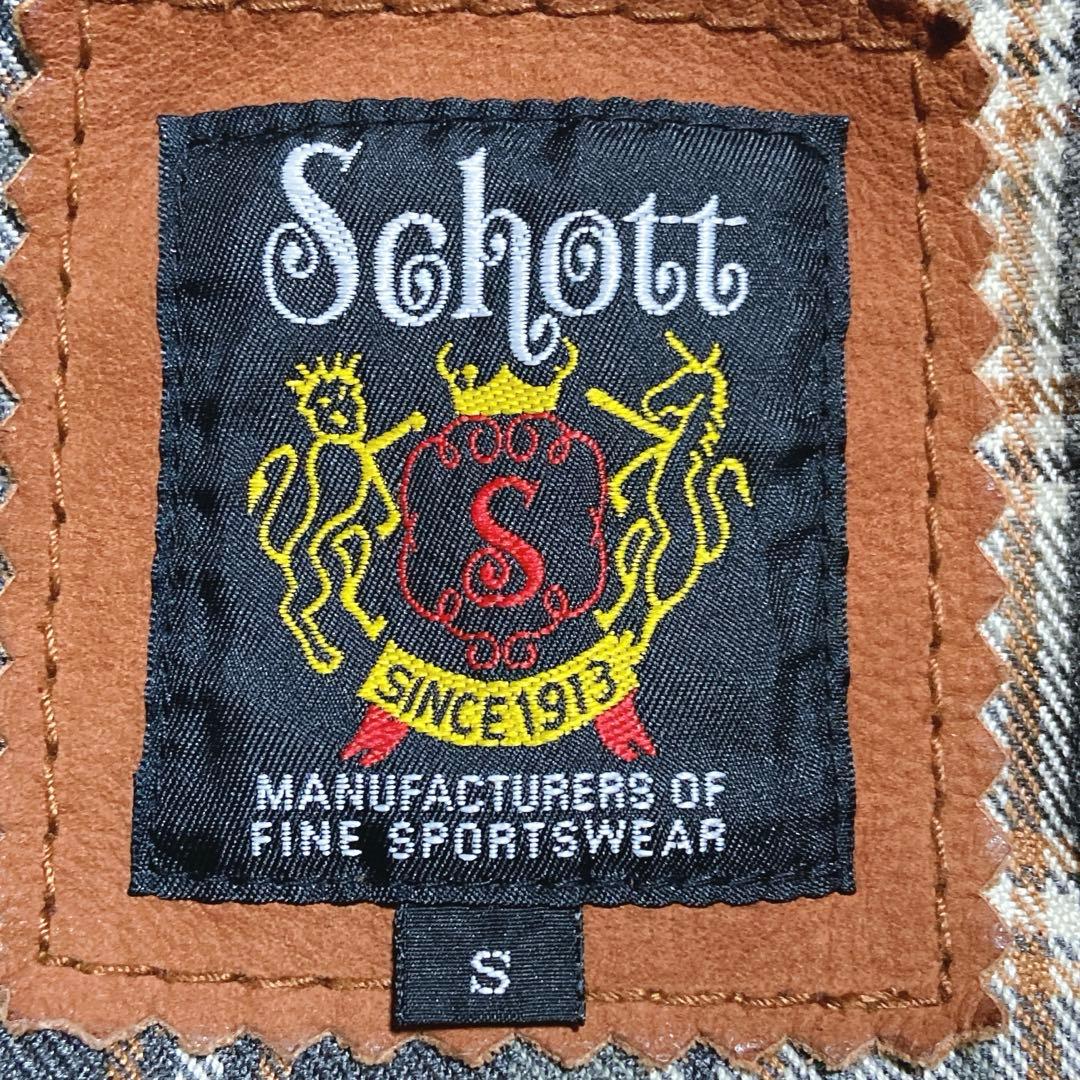 Schott
S
SINCE 1913
MANUFACTURERS OF
FINE SPORTSWEAR
S